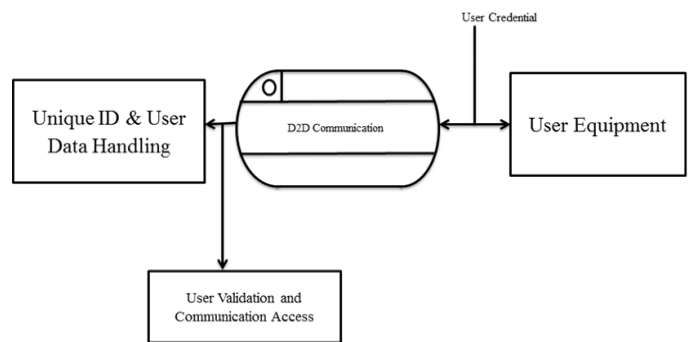 User Credential
Unique ID & User
Data Handling
D2D Communication
User Equipment
User Validation and
Communication Access